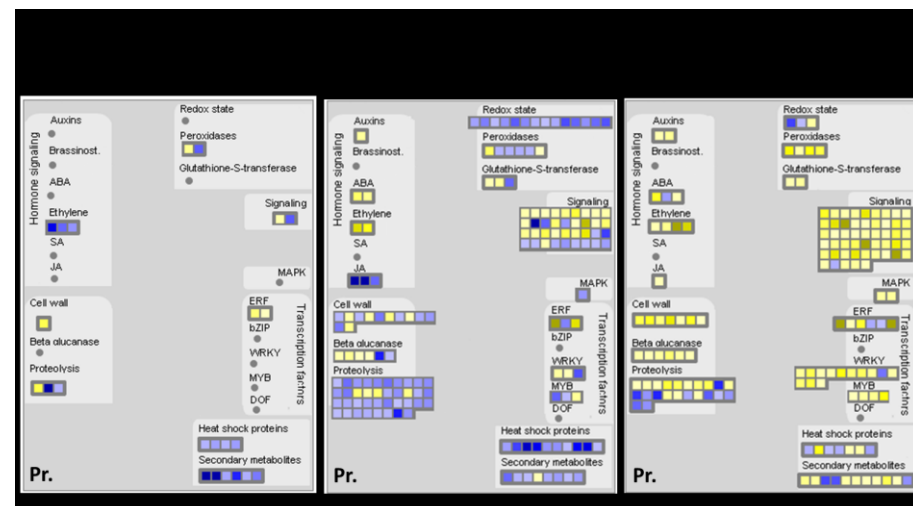 Hormone signaling
Auxins
Brassinost.
ABA
Ethylene
SA
JA
Redox state
Peroxidases
Glutathione-S-transferase
Signaling
MAPK
Cell wall
Beta glucanase
Proteolysis
ERF
bZIP
WRKY
MYB
DOF
Transcription factors
Heat shock proteins
Secondary metabolites
Pr.
Hormone signaling
Auxins
Brassinost.
ABA
Ethylene
SA
JA
Redox state
Peroxidases
Glutathione-S-transferase
Signaling
MAPK
Cell wall
Beta glucanase
Proteolysis
ERF
bZIP
WRKY
MYB
DOF
Transcription factors
Heat shock proteins
Secondary metabolites
Pr.
Hormone signaling
Auxins
Brassinost.
ABA
Ethylene
SA
JA
Redox state
Peroxidases
Glutathione-S-transferase
Signaling
MAPK
Cell wall
Beta glucanase
Proteolysis
ERF
bZIP
WRKY
MYB
DOF
Transcription factors
Heat shock proteins
Secondary metabolites
Pr.